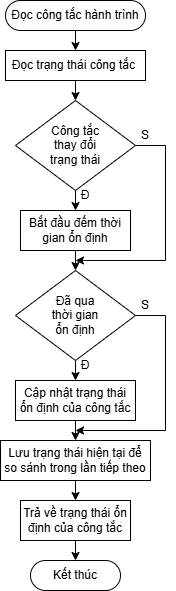 Đọc công tắc hành trình
Đọc trạng thái công tắc
Công tắc
thay đổi
trạng thái
S
Đ
Bắt đầu đếm thời
gian ổn định
Đã qua
thời gian
ổn định
S
Đ
Cập nhật trạng thái
ổn định của công tắc
Lưu trạng thái hiện tại để
so sánh trong lần tiếp theo
Trả về trạng thái ổn
định của công tắc
Kết thúc